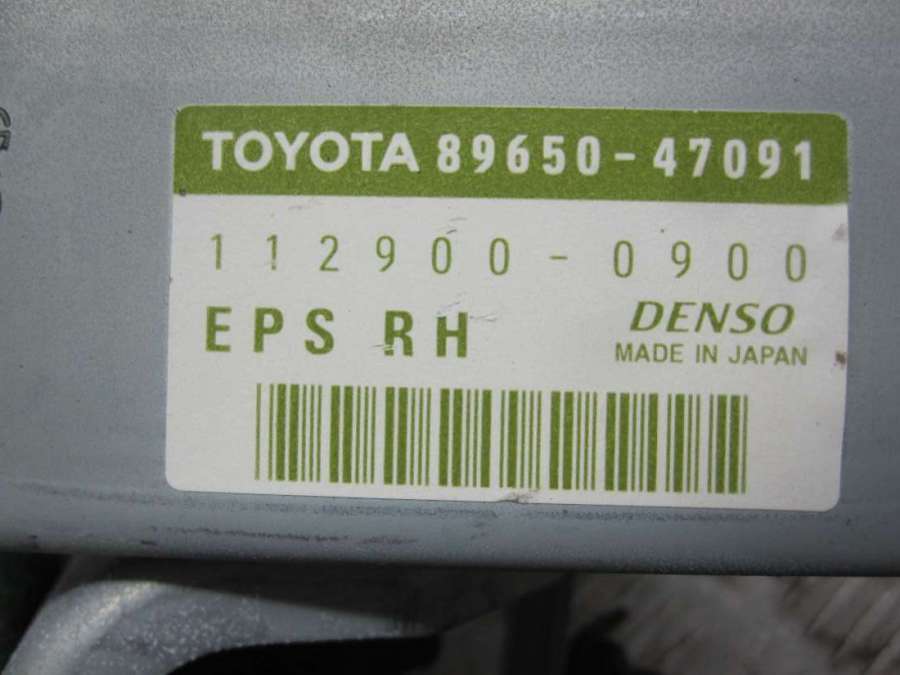 TOYOTA 89650-47091
112900-0900
EPS RH
DENSO
MADE IN JAPAN